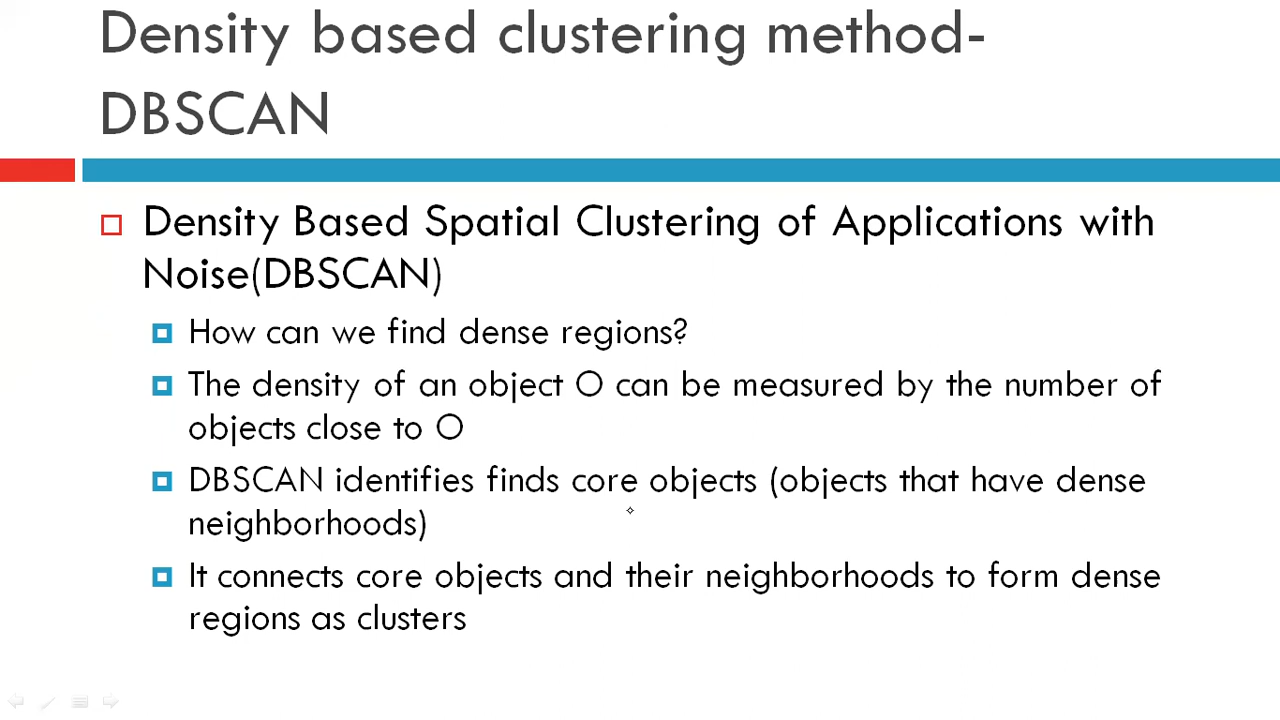 Density based clustering method-
DBSCAN
Density Based Spatial Clustering of Applications with
Noise(DBSCAN)
How can we find dense regions?
The density of an object O can be measured by the number of
objects close to O
DBSCAN identifies finds core objects (objects that have dense
neighborhoods)
It connects core objects and their neighborhoods to form dense
regions as clusters